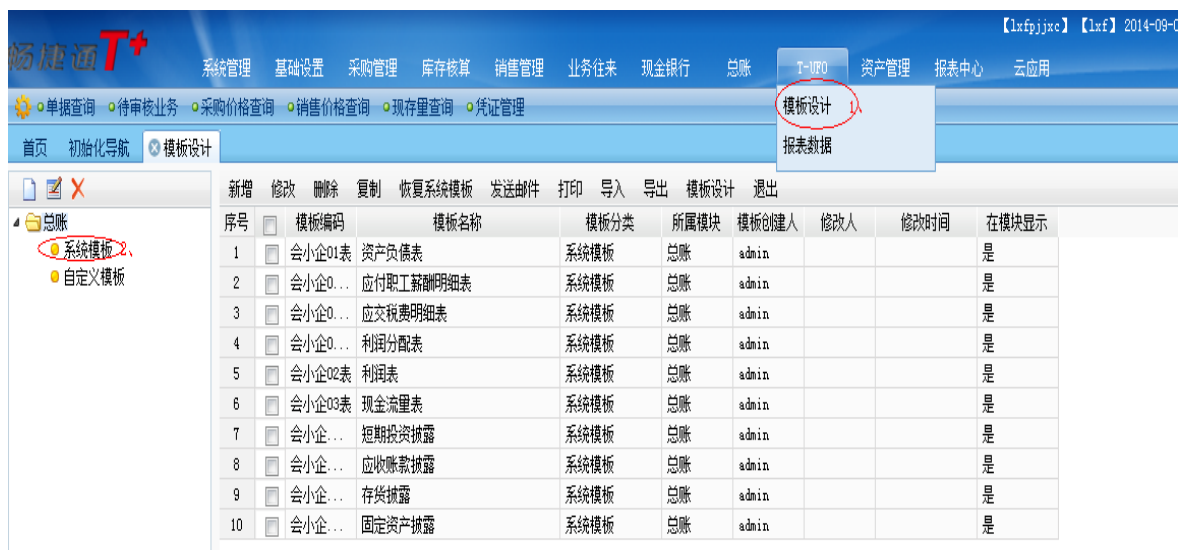 【lxfpjjxc】【lxf】2014-09-0
畅捷通T+
系统管理 基础设置 采购管理 库存核算 销售管理 业务往来 现金银行 总账 T-UFO 资产管理 报表中心 云应用
单据查询 待审核业务 采购价格查询 销售价格查询 现存量查询 凭证管理
模板设计 1、
报表数据
首页 初始化导航 模板设计
新增 修改 删除 复制 恢复系统模板 发送邮件 打印 导入 导出 模板设计 退出
总账
系统模板 2、
自定义模板
序号 模板编码 模板名称 模板分类 所属模块 模板创建人 修改人 修改时间 在模块显示
1 会小企01表 资产负债表 系统模板 总账 admin 是
2 会小企0... 应付职工薪酬明细表 系统模板 总账 admin 是
3 会小企0... 应交税费明细表 系统模板 总账 admin 是
4 会小企0... 利润分配表 系统模板 总账 admin 是
5 会小企02表 利润表 系统模板 总账 admin 是
6 会小企03表 现金流量表 系统模板 总账 admin 是
7 会小企... 短期投资披露 系统模板 总账 admin 是
8 会小企... 应收账款披露 系统模板 总账 admin 是
9 会小企... 存货披露 系统模板 总账 admin 是
10 会小企... 固定资产披露 系统模板 总账 admin 是